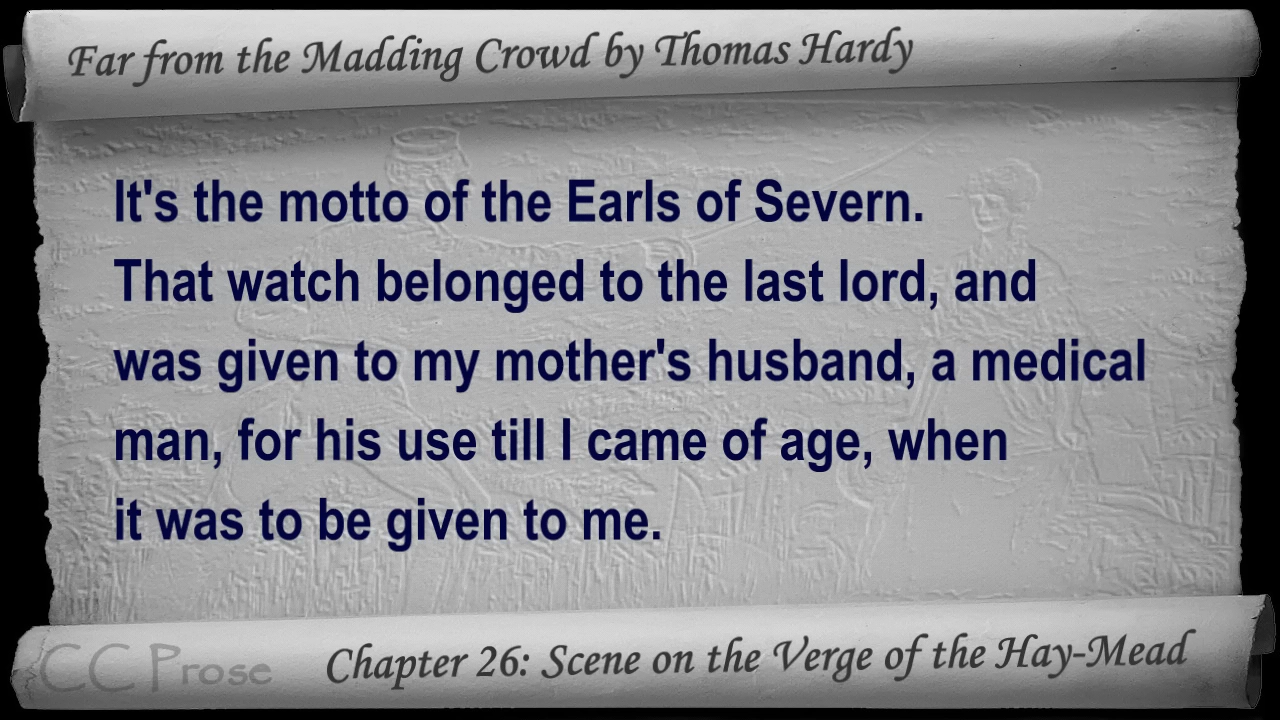 Far from the Madding Crowd by Thomas Hardy
It's the motto of the Earls of Severn.
That watch belonged to the last lord, and
was given to my mother's husband, a medical
man, for his use till I came of age, when
it was to be given to me.
CC Prose
Chapter 26: Scene on the Verge of the Hay-Mead